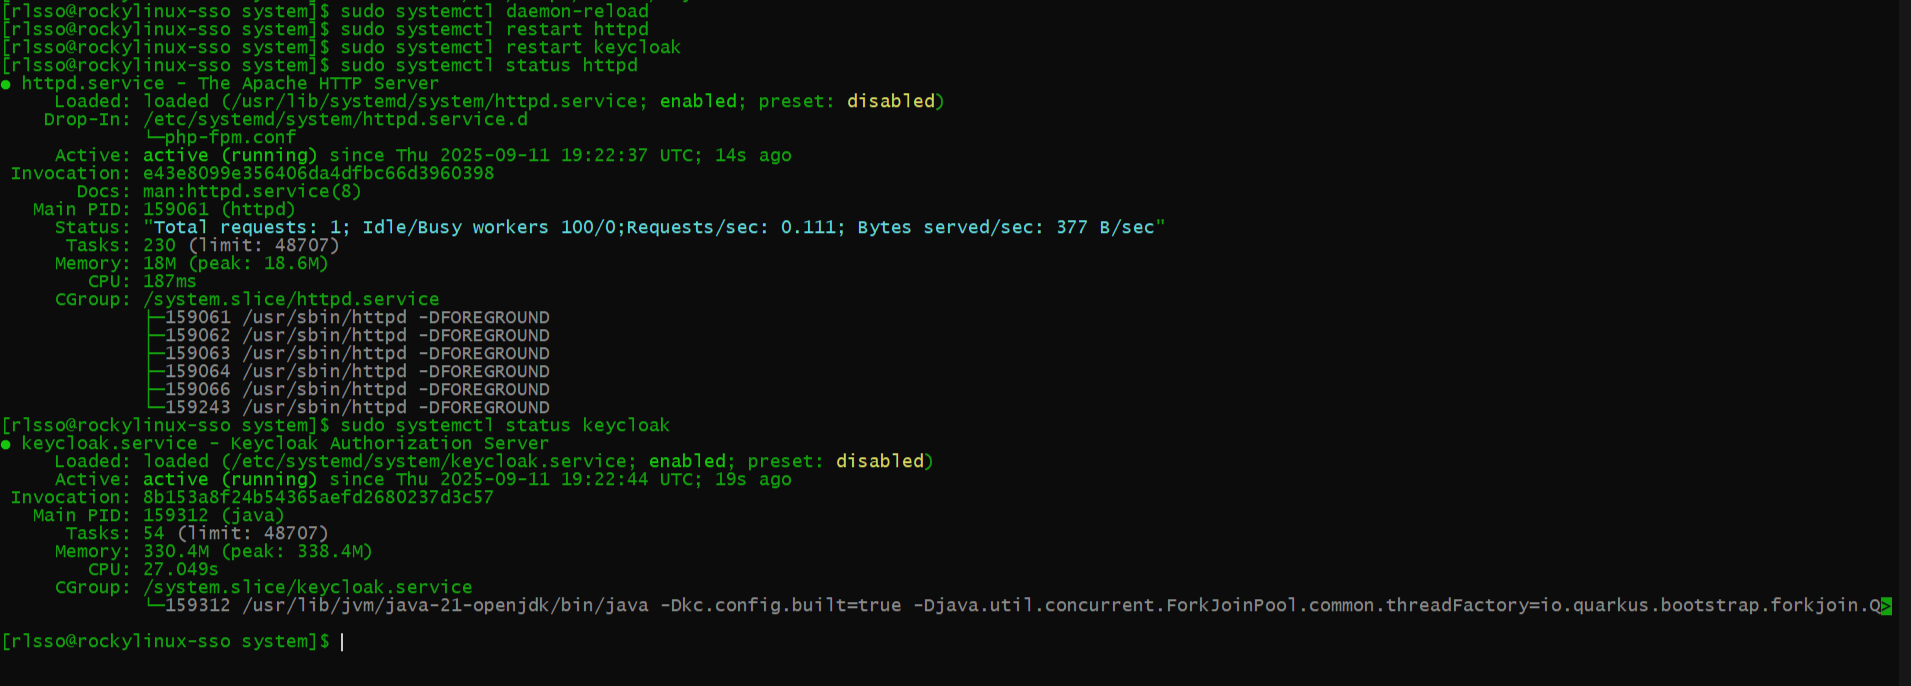 [rlsso@rockylinux-sso system]$ sudo systemctl daemon-reload
[rlsso@rockylinux-sso system]$ sudo systemctl restart httpd
[rlsso@rockylinux-sso system]$ sudo systemctl restart keycloak
[rlsso@rockylinux-sso system]$ sudo systemctl status httpd
● httpd.service - The Apache HTTP Server
     Loaded: loaded (/usr/lib/systemd/system/httpd.service; enabled; preset: disabled)
    Drop-In: /etc/systemd/system/httpd.service.d
             └─php-fpm.conf
     Active: active (running) since Thu 2025-09-11 19:22:37 UTC; 14s ago
 Invocation: e43e8099e356406da4dfbc66d3960398
       Docs: man:httpd.service(8)
   Main PID: 159061 (httpd)
     Status: "Total requests: 1; Idle/Busy workers 100/0;Requests/sec: 0.111; Bytes served/sec: 377 B/sec"
      Tasks: 230 (limit: 48707)
     Memory: 18M (peak: 18.6M)
        CPU: 187ms
     CGroup: /system.slice/httpd.service
             ├─159061 /usr/sbin/httpd -DFOREGROUND
             ├─159062 /usr/sbin/httpd -DFOREGROUND
             ├─159063 /usr/sbin/httpd -DFOREGROUND
             ├─159064 /usr/sbin/httpd -DFOREGROUND
             ├─159066 /usr/sbin/httpd -DFOREGROUND
             └─159243 /usr/sbin/httpd -DFOREGROUND
[rlsso@rockylinux-sso system]$ sudo systemctl status keycloak
● keycloak.service - Keycloak Authorization Server
     Loaded: loaded (/etc/systemd/system/keycloak.service; enabled; preset: disabled)
     Active: active (running) since Thu 2025-09-11 19:22:44 UTC; 19s ago
 Invocation: 8b153a8f24b54365aefd2680237d3c57
   Main PID: 159312 (java)
      Tasks: 54 (limit: 48707)
     Memory: 330.4M (peak: 338.4M)
        CPU: 27.049s
     CGroup: /system.slice/keycloak.service
             └─159312 /usr/lib/jvm/java-21-openjdk/bin/java -Dkc.config.built=true -Djava.util.concurrent.ForkJoinPool.common.threadFactory=io.quarkus.bootstrap.forkjoin.Q>
[rlsso@rockylinux-sso system]$